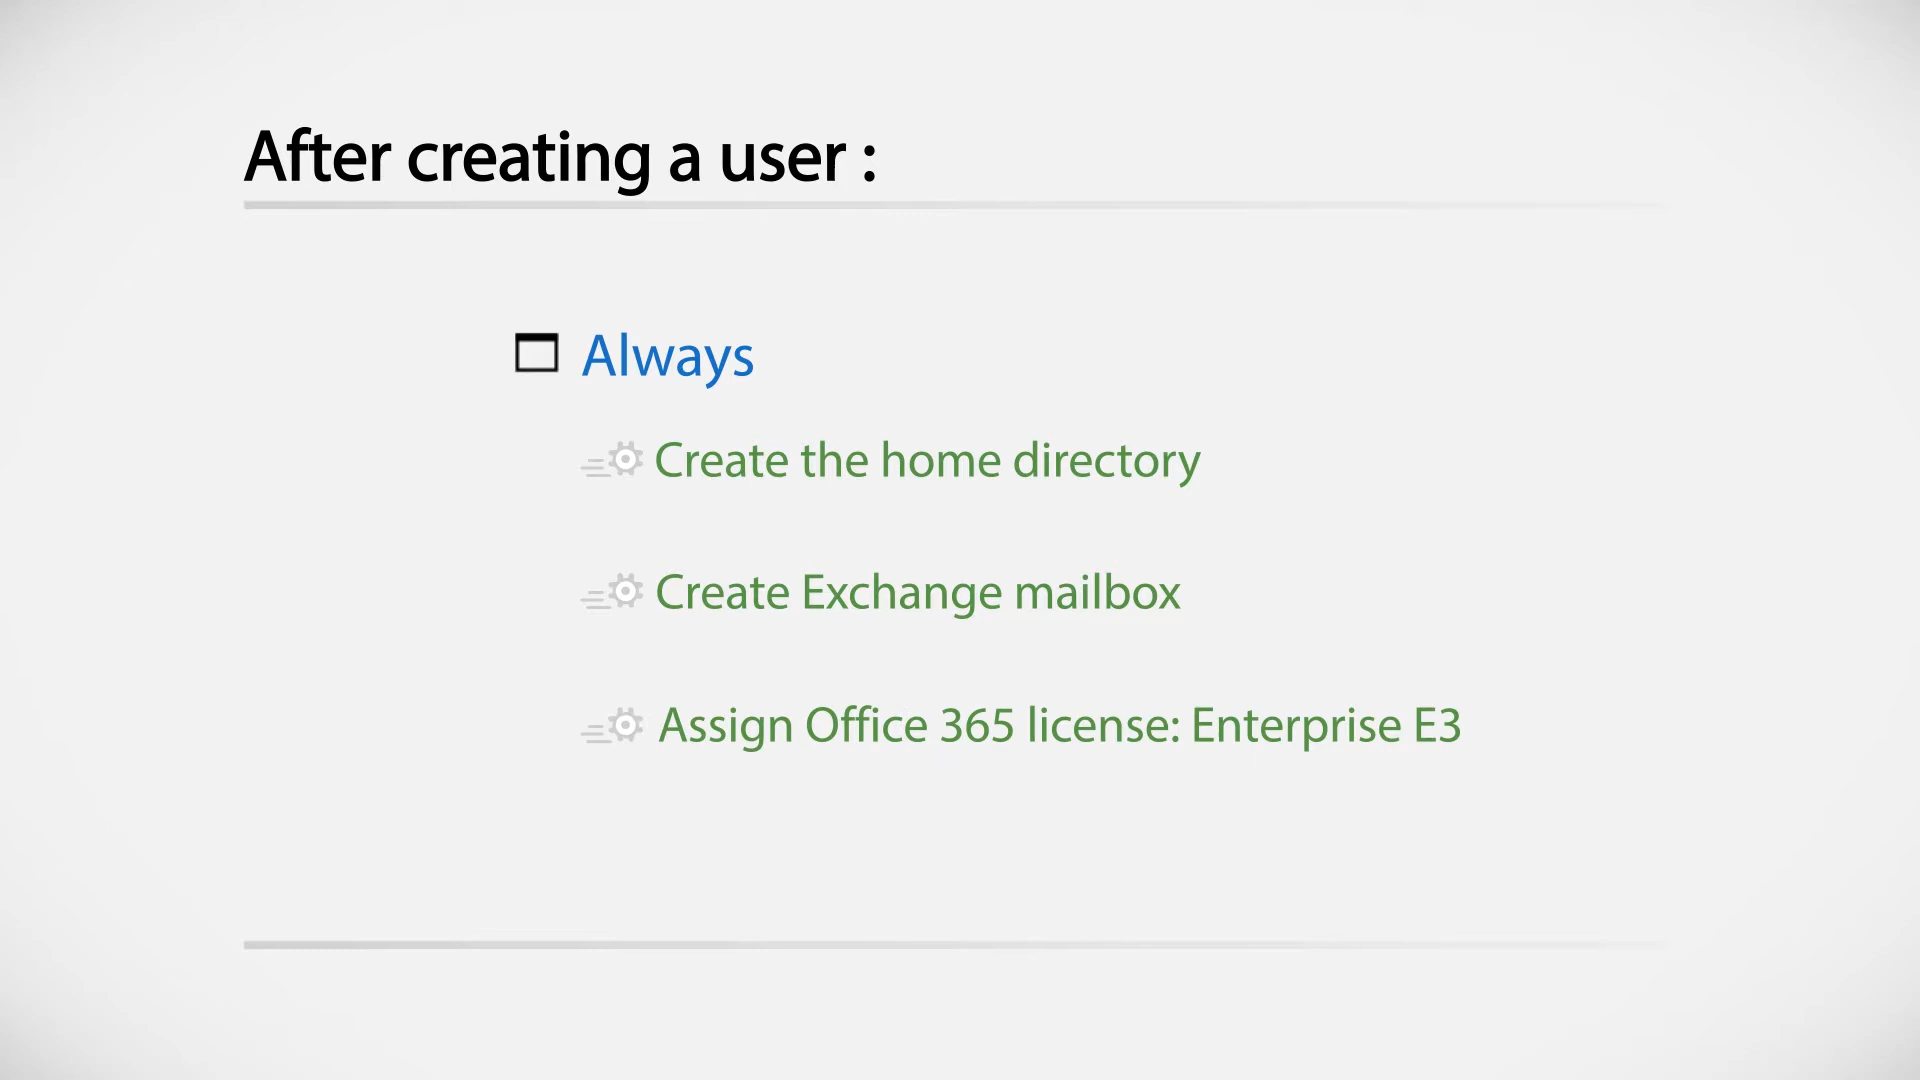 After creating a user :
Always
Create the home directory
Create Exchange mailbox
Assign Office 365 license: Enterprise E3